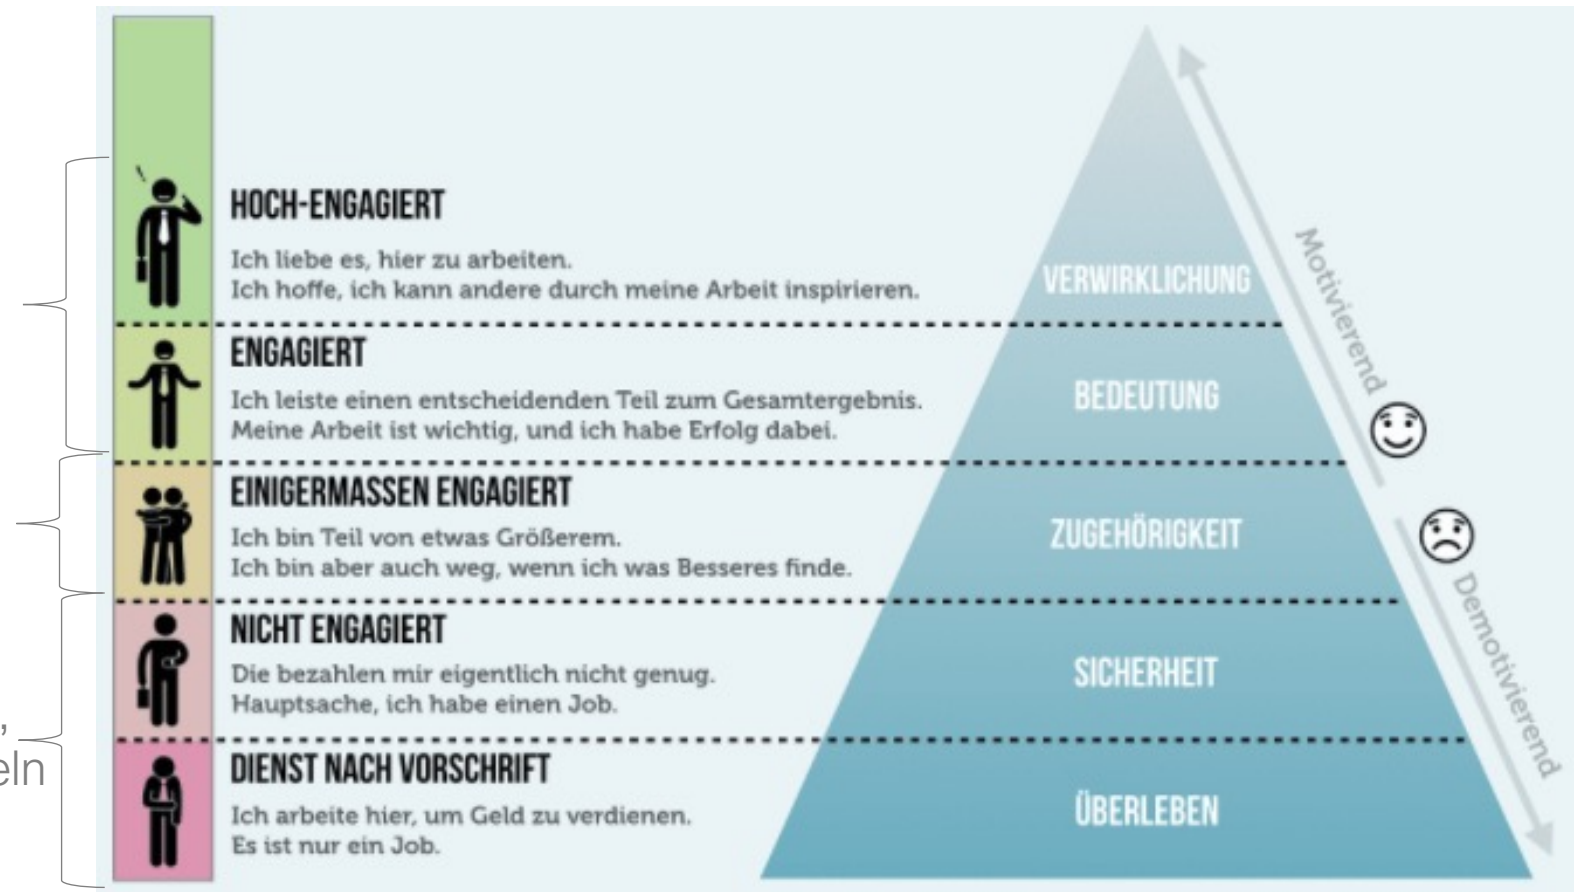 HOCH-ENGAGIERT
Ich liebe es, hier zu arbeiten.
Ich hoffe, ich kann andere durch meine Arbeit inspirieren.
VERWIRKLICHUNG
ENGAGIERT
Ich leiste einen entscheidenden Teil zum Gesamtergebnis.
Meine Arbeit ist wichtig, und ich habe Erfolg dabei.
BEDEUTUNG
EINIGERMASSEN ENGAGIERT
Ich bin Teil von etwas Größerem.
Ich bin aber auch weg, wenn ich was Besseres finde.
ZUGEHÖRIGKEIT
NICHT ENGAGIERT
Die bezahlen mir eigentlich nicht genug.
Hauptsache, ich habe einen Job.
SICHERHEIT
DIENST NACH VORSCHRIFT
Ich arbeite hier, um Geld zu verdienen.
Es ist nur ein Job.
ÜBERLEBEN
Motivierend
Demotivierend